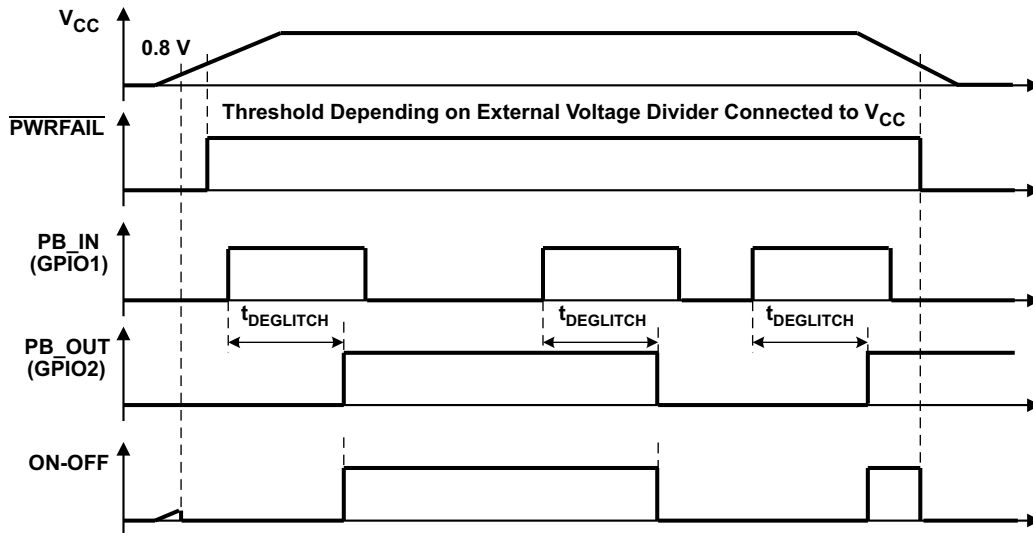 VCC
0.8 V
PWRFAIL
Threshold Depending on External Voltage Divider Connected to VCC
PB_IN
(GPIO1)
tDEGLITCH tDEGLITCH tDEGLITCH
PB_OUT
(GPIO2)
ON-OFF